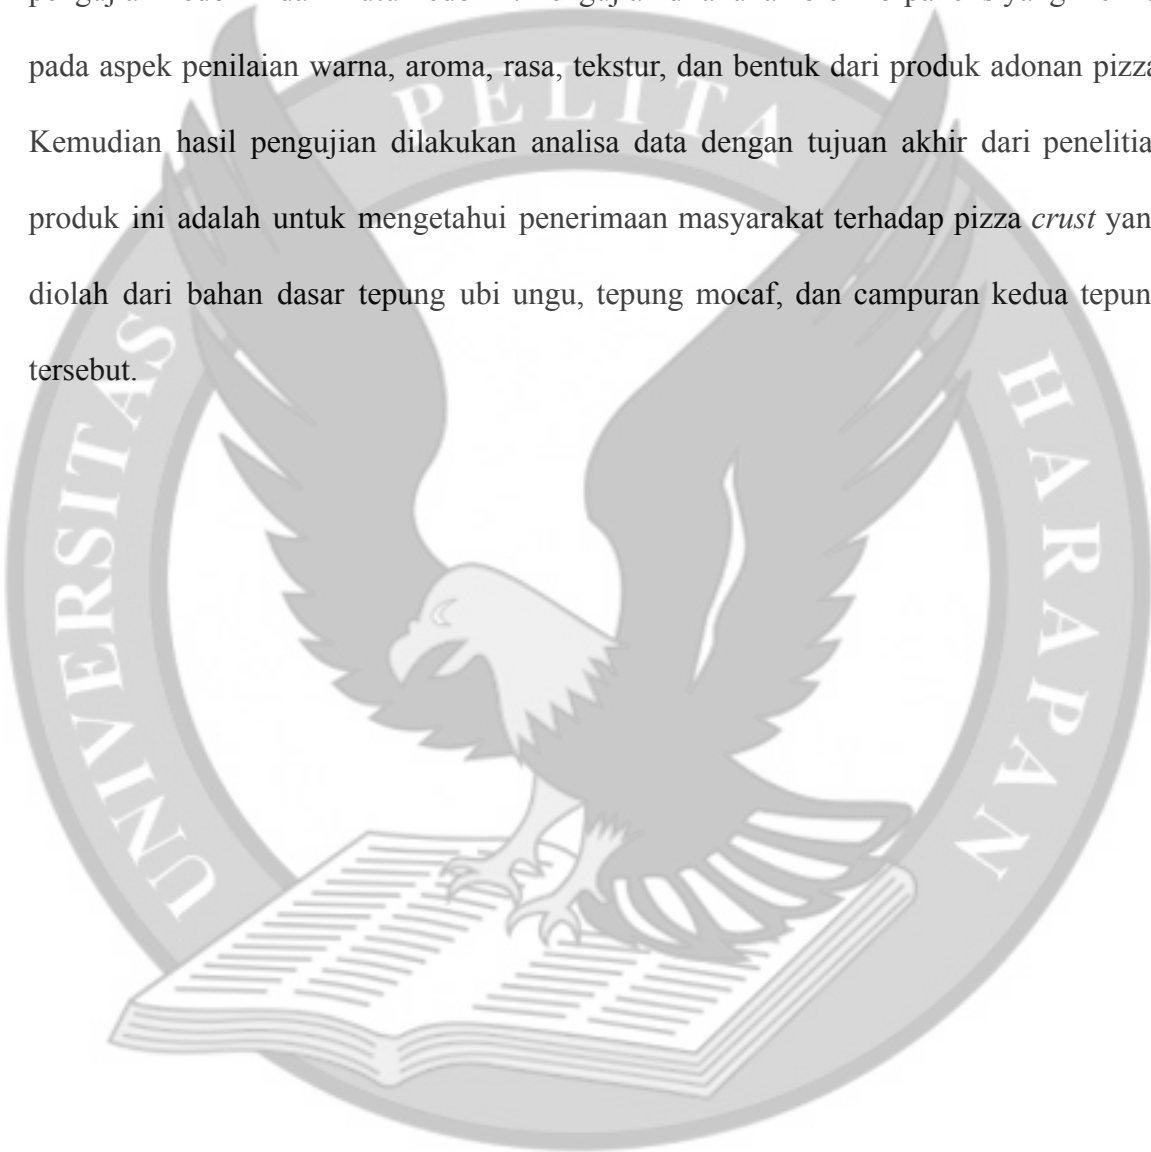 pada aspek penilaian warna, aroma, rasa, tekstur, dan bentuk dari produk adonan pizza
Kemudian hasil pengujian dilakukan analisa data dengan tujuan akhir dari penelitia
produk ini adalah untuk mengetahui penerimaan masyarakat terhadap pizza crust yan
diolah dari bahan dasar tepung ubi ungu, tepung mocaf, dan campuran kedua tepun
tersebut.
UNIVERSITAS
PELITA
HARAPAN